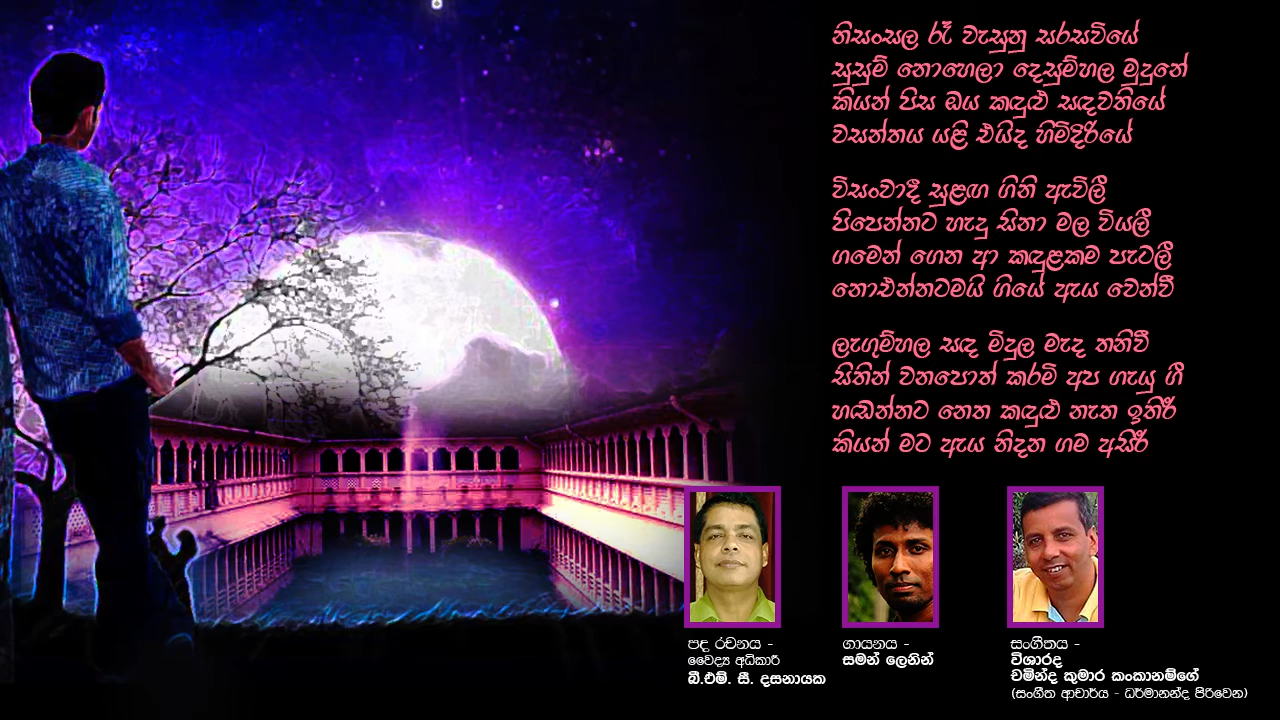 නිසංසල රෑ වැසුනු සරසවියේ
සුසුම් නොහෙලා දෙසුම්හල මුදුනේ
කියන් පිස ඔය කඳුළු සඳවතියේ
වසන්තය යළි එයිද හිමිදිරියේ
විසංවාදී සුළඟ ගිනි ඇවිලී
පිපෙන්නට හැදු සිනා මල වියලී
ගමෙන් ගෙන ආ කඳුළකම පැටලී
නොඑන්නටමයි ගියේ ඇය වෙන්වී
ලැගුම්හල සඳ මිදුල මැද තනිවී
සිතින් වනපොත් කරමි අප ගැයු ගී
හඬන්නට නෙත කඳුළු නැත ඉතිරී
කියන් මට ඇය නිදන ගම අසිරී
පද රචනය -
වෛද්‍ය අධිකාරී
බී.එම්. සී. දසනායක
ගායනය -
සමන් ලෙනින්
සංගීතය -
විශාරද
චමින්ද කුමාර කංකානම්ගේ
(සංගීත ආචාර්ය - ධර්මානන්ද පිරිවෙන)